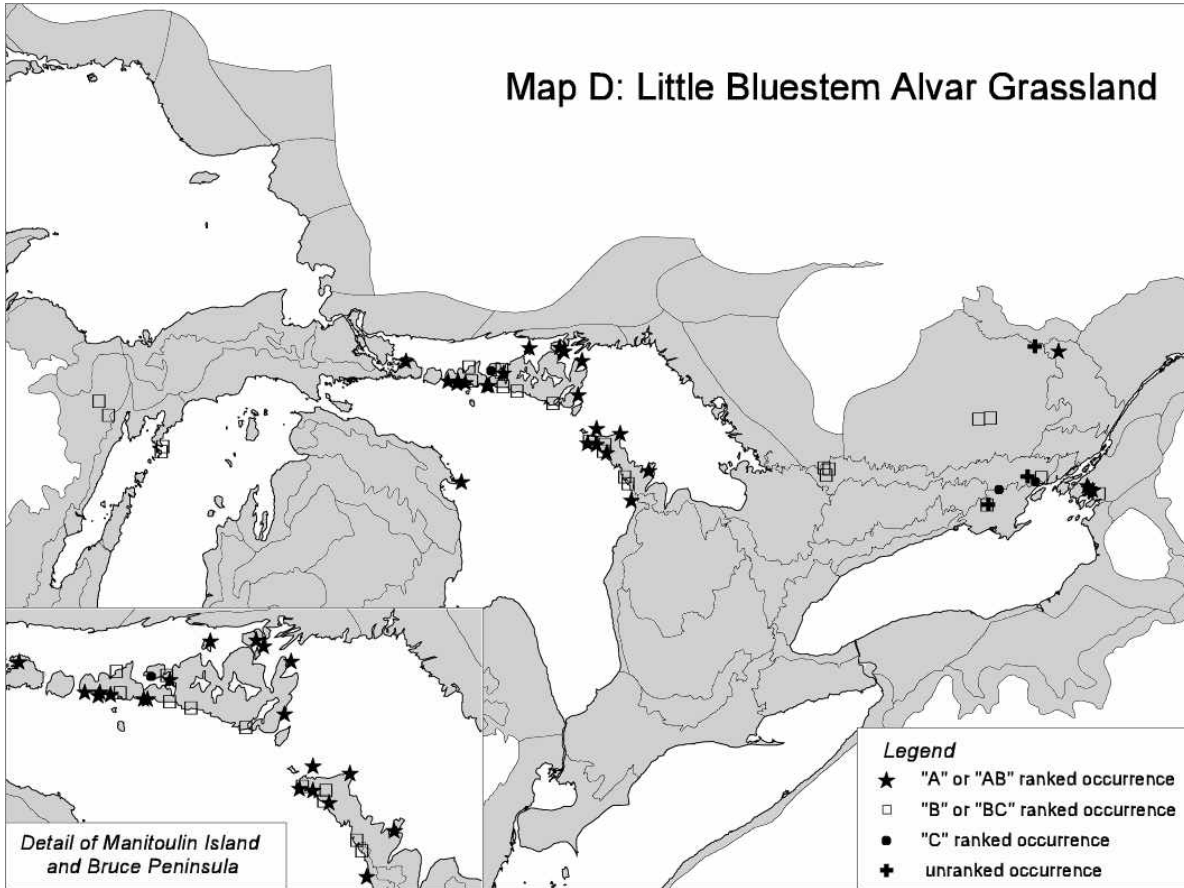 Map D: Little Bluestem Alvar Grassland
Detail of Manitoulin Island
and Bruce Peninsula
Legend
"A" or "AB" ranked occurrence
"B" or "BC" ranked occurrence
"C" ranked occurrence
unranked occurrence